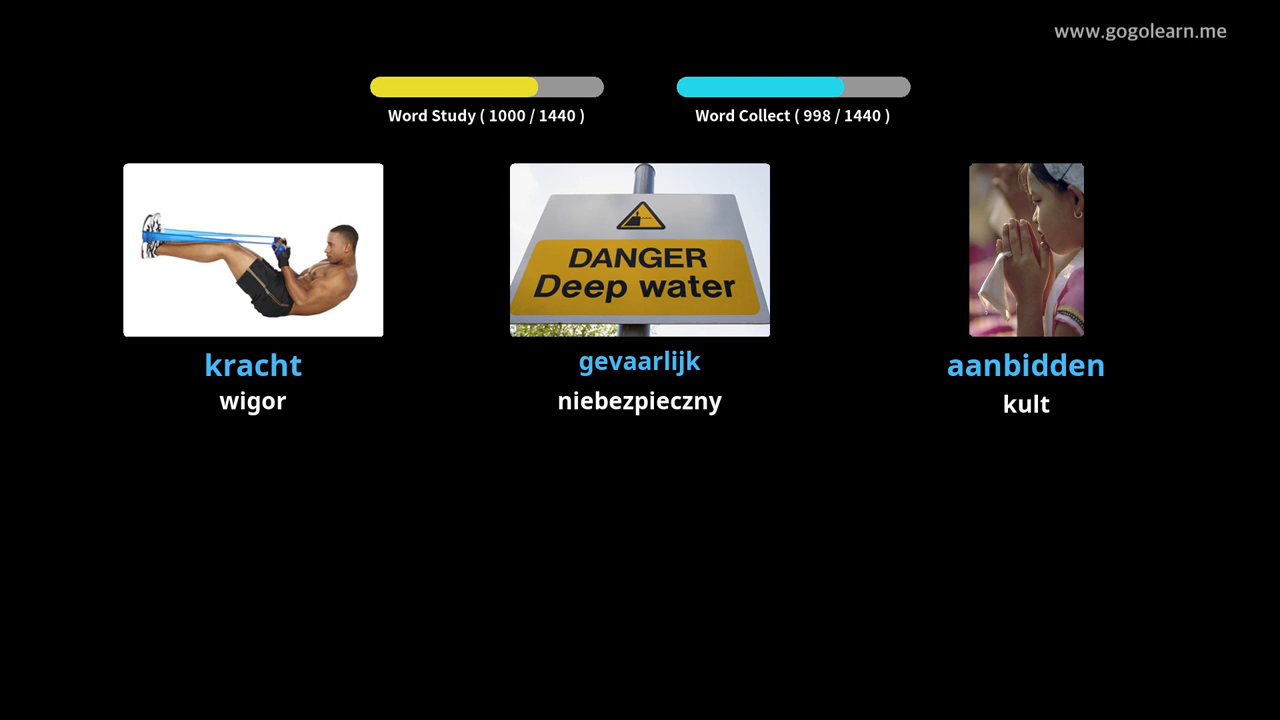 www.gogolearn.me
Word Study ( 1000 / 1440 )
Word Collect ( 998 / 1440 )
DANGER
Deep water
kracht
wigor
gevaarlijk
niebezpieczny
aanbidden
kult